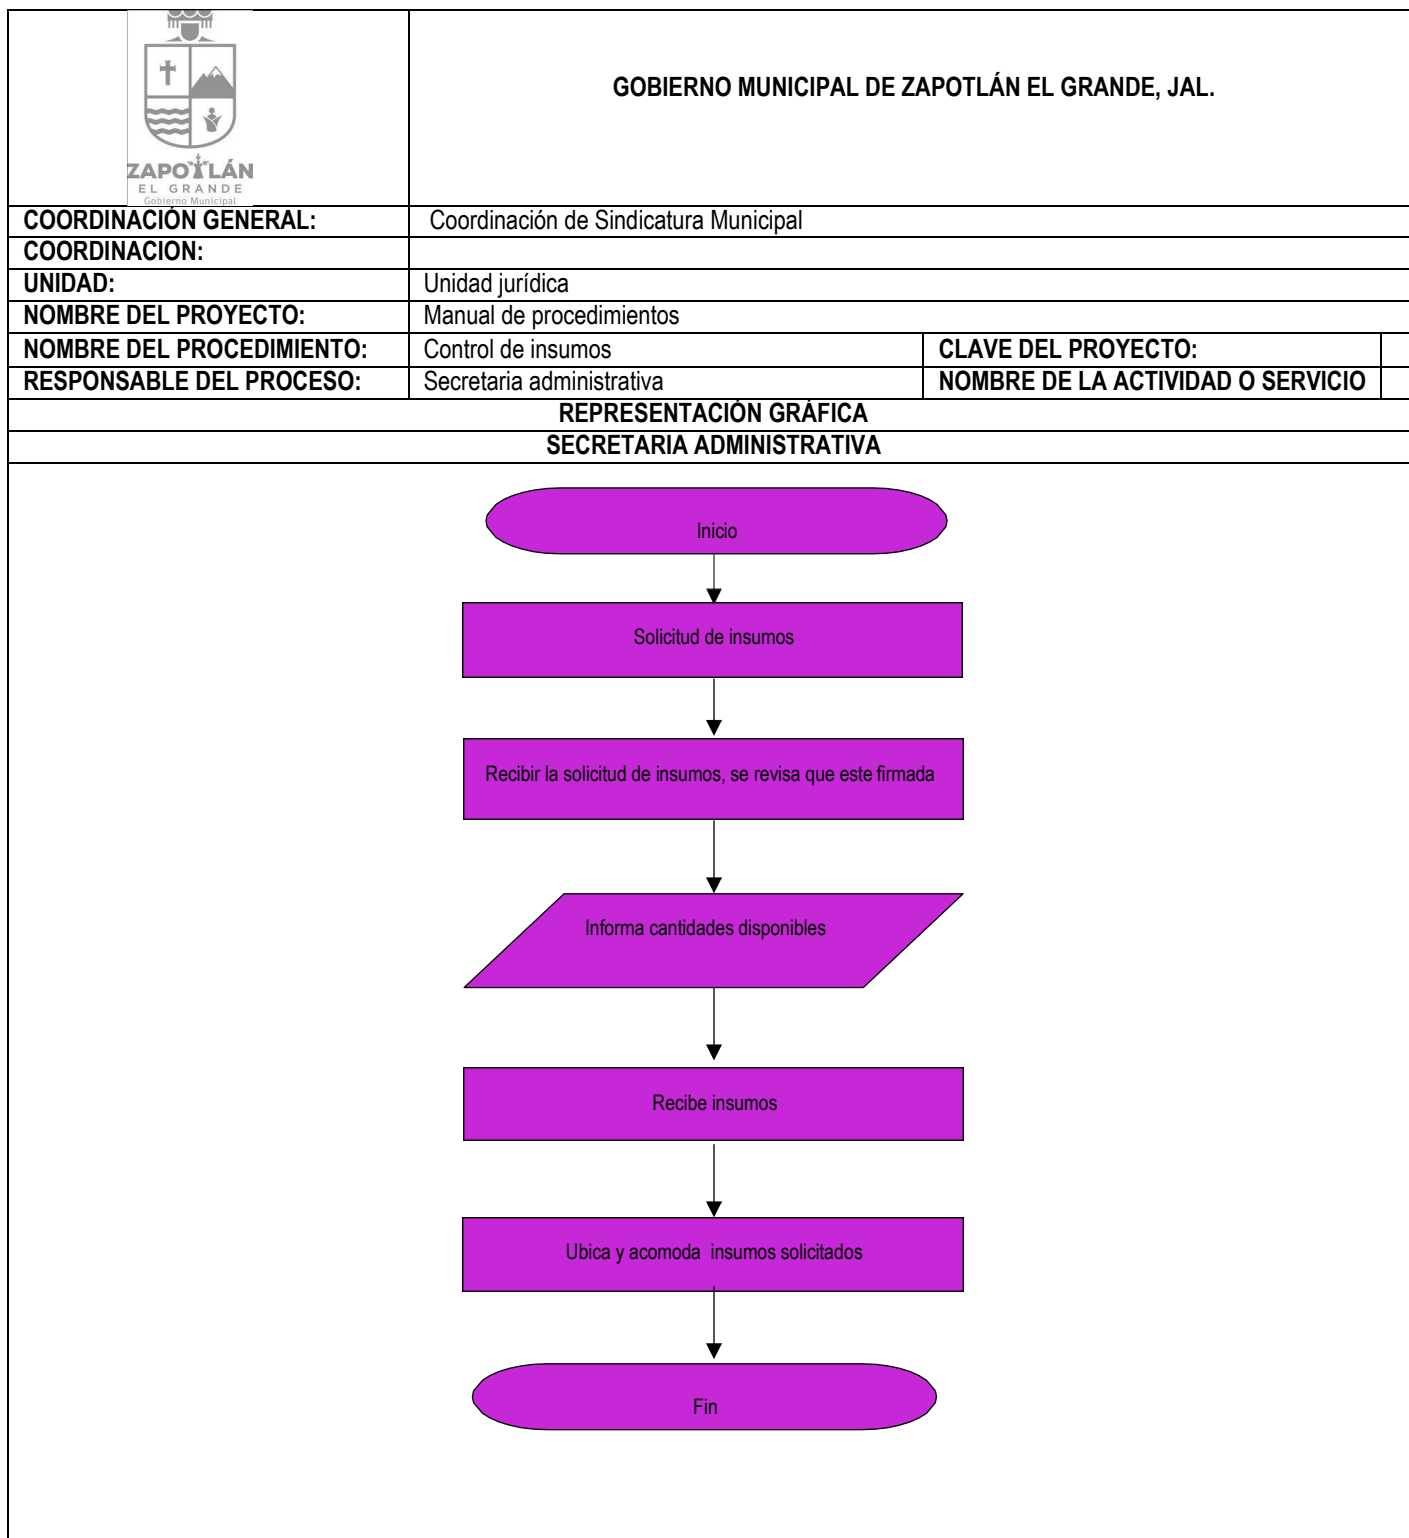 ZAPOTLÁN
EL GRANDE
Gobierno Municipal
GOBIERNO MUNICIPAL DE ZAPOTLÁN EL GRANDE, JAL.
COORDINACIÓN GENERAL: Coordinación de Sindicatura Municipal
COORDINACION:
UNIDAD: Unidad jurídica
NOMBRE DEL PROYECTO: Manual de procedimientos
NOMBRE DEL PROCEDIMIENTO: Control de insumos CLAVE DEL PROYECTO:
RESPONSABLE DEL PROCESO: Secretaria administrativa NOMBRE DE LA ACTIVIDAD O SERVICIO
REPRESENTACIÓN GRÁFICA
SECRETARIA ADMINISTRATIVA
Inicio
Solicitud de insumos
Recibir la solicitud de insumos, se revisa que este firmada
Informa cantidades disponibles
Recibe insumos
Ubica y acomoda insumos solicitados
Fin